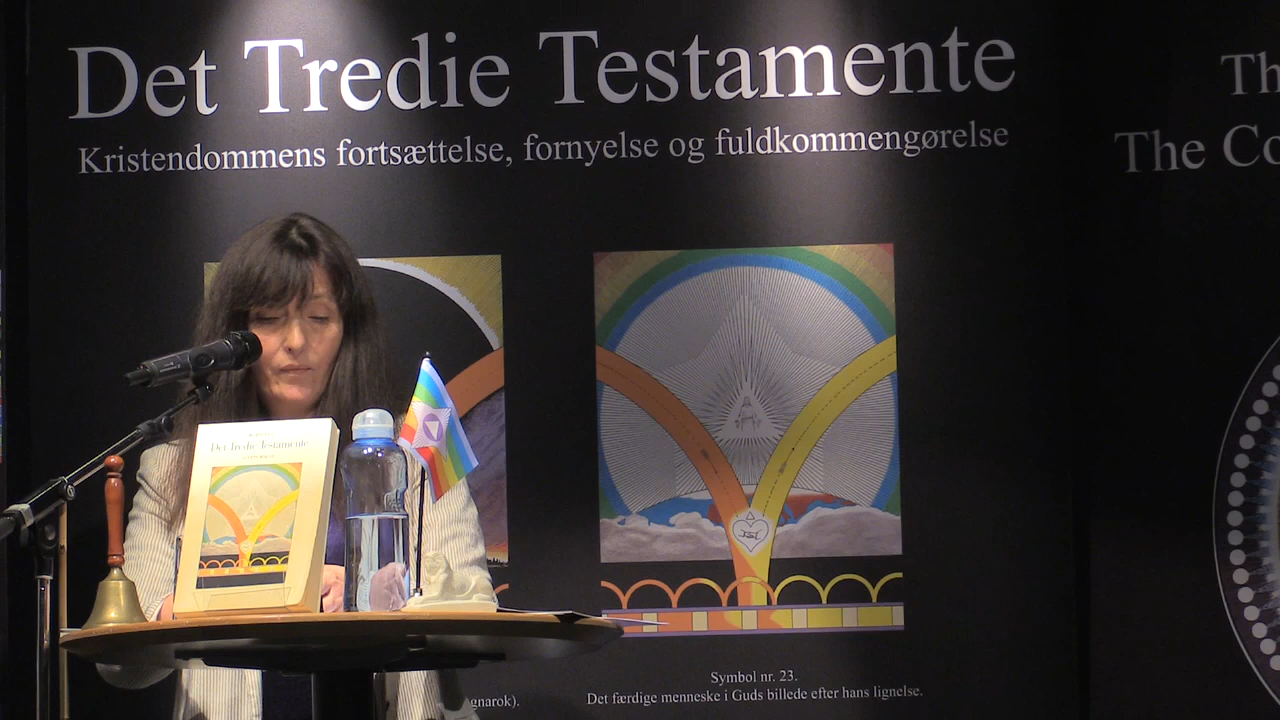 Det Tredie Testamente
Kristendommens fortsættelse, fornyelse og fuldkommengørelse
Th
The Co
Det Tredie Testamente
gnarok).
Symbol nr. 23.
Det færdige menneske i Guds billede efter hans lignelse.